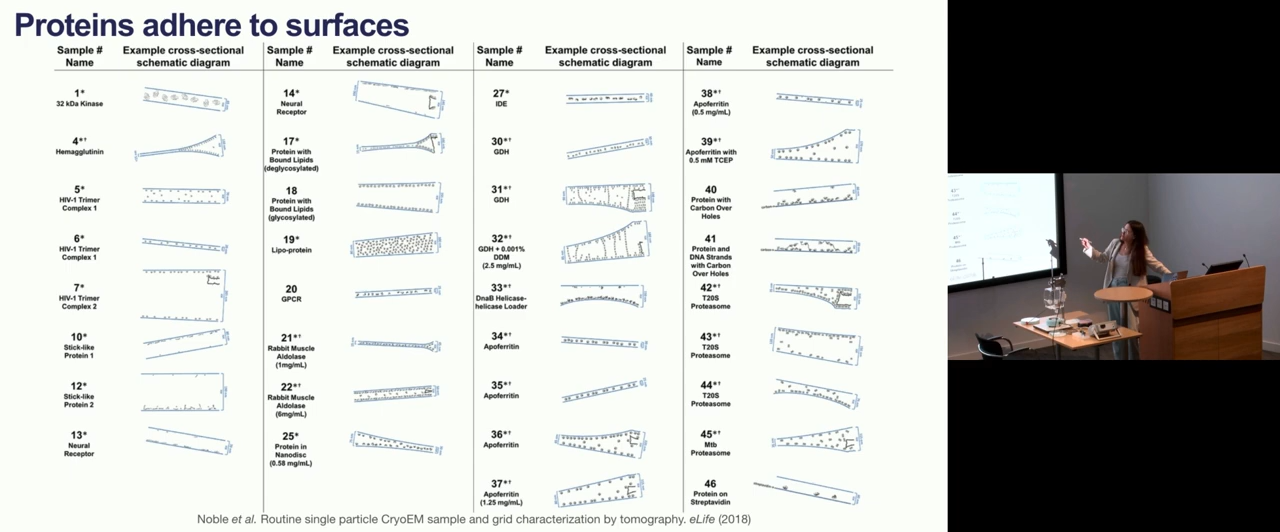 Proteins adhere to surfaces
Sample #
Name
Example cross-sectional
schematic diagram
1*
32 kDa Kinase
4*†
Hemagglutinin
5*
HIV-1 Trimer
Complex 1
6*
HIV-1 Trimer
Complex 1
7*
HIV-1 Trimer
Complex 2
10*
Stick-like
Protein 1
12*
Stick-like
Protein 2
13*
Neural
Receptor
Sample #
Name
Example cross-sectional
schematic diagram
14*
Neural
Receptor
17*
Protein with
Bound Lipids
(deglycosylated)
18
Protein with
Bound Lipids
(glycosylated)
19*
Lipo-protein
20
GPCR
21*†
Rabbit Muscle
Aldolase
(1mg/mL)
22*†
Rabbit Muscle
Aldolase
(6mg/mL)
25*
Protein in
Nanodisc
(0.58 mg/mL)
Sample #
Name
Example cross-sectional
schematic diagram
27*
IDE
30*†
GDH
31*†
GDH
32*†
GDH + 0.001%
DDM
(2.5 mg/mL)
33*†
DnaB Helicase-
helicase Loader
34*†
Apoferritin
35*†
Apoferritin
36*†
Apoferritin
37*†
Apoferritin
(1.25 mg/mL)
Sample #
Name
Example cross-sectional
schematic diagram
38*†
Apoferritin
(0.5 mg/mL)
39*†
Apoferritin with
0.5 mM TCEP
40
Protein with
Carbon Over
Holes
41
Protein and
DNA Strands
with Carbon
Over Holes
42*†
T20S
Proteasome
43*†
T20S
Proteasome
44*†
T20S
Proteasome
45*†
Mtb
Proteasome
46
Protein on
Streptavidin
Noble et al. Routine single particle CryoEM sample and grid characterization by tomography. eLife (2018)